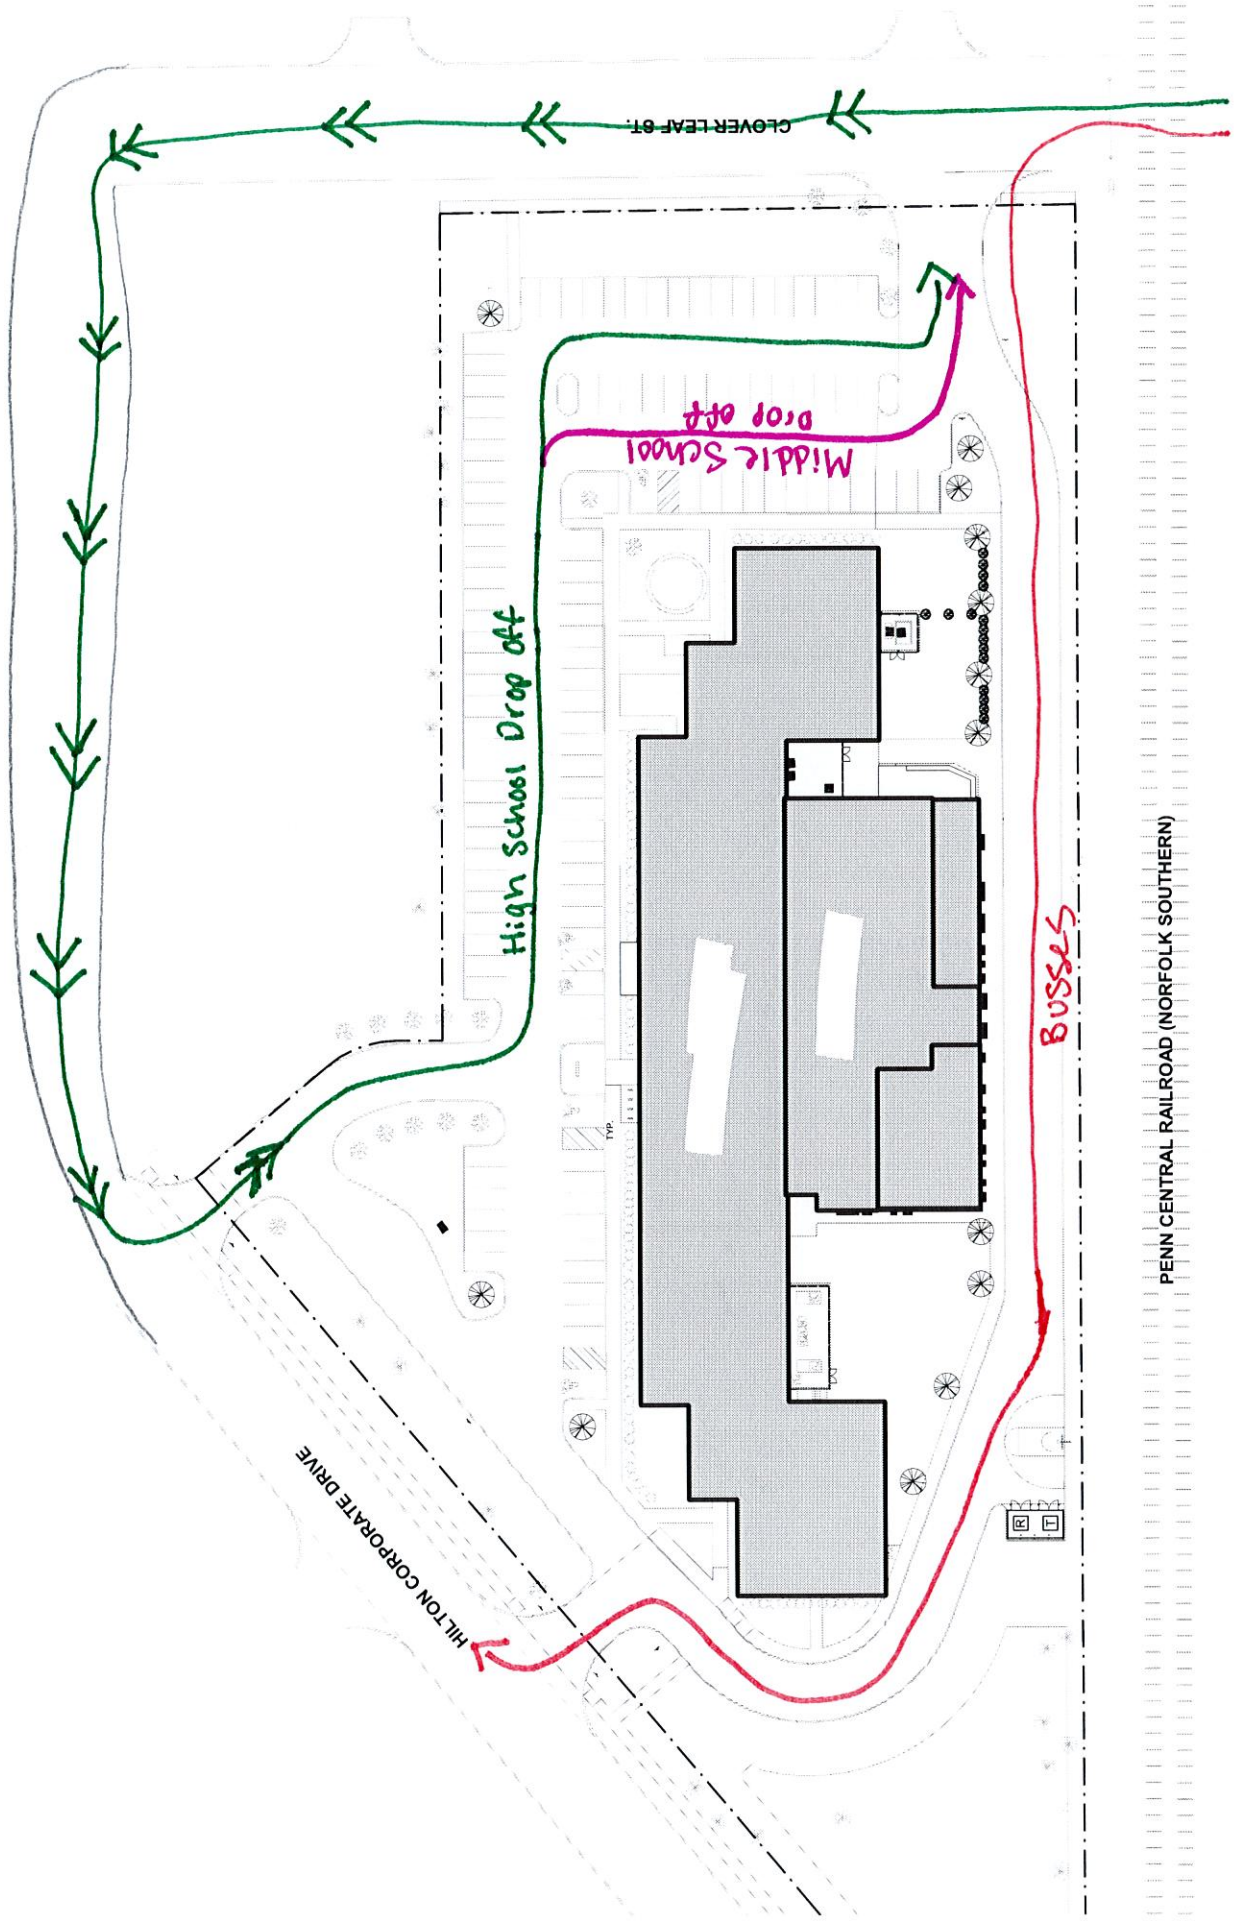 CLOVER LEAF ST.
Middle School
Drop off
High School Drop off
Busses
PENN CENTRAL RAILROAD (NORFOLK SOUTHERN)
TYP.
HILTON CORPORATE DRIVE
R
T